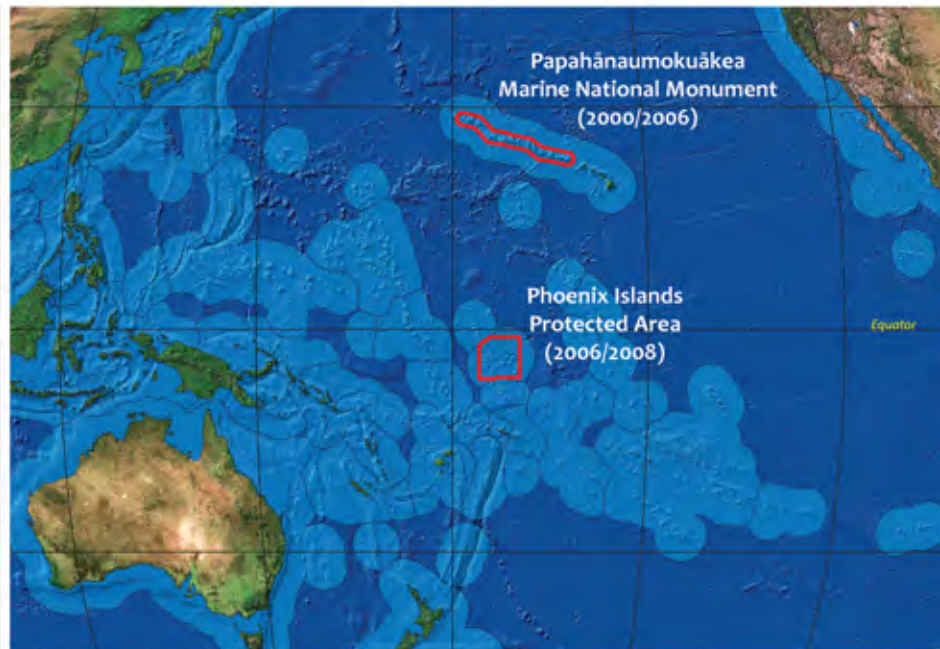 Papahānaumokuākea
Marine National Monument
(2000/2006)
Phoenix Islands
Protected Area
(2006/2008)
Equator